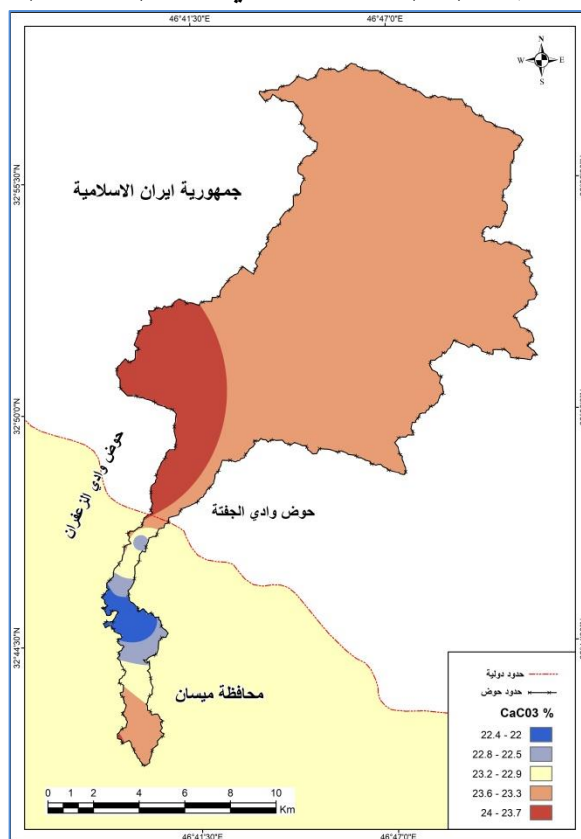 46°41'30"E
46°47'0"E
N
W
E
S
32°55'30"N
جمهورية ايران الاسلامية
32°50'0"N
حوض وادي الزعفران
حوض وادي الجفتة
32°44'30"N
محافظة ميسان
حدود دولية
حدود حوض
CaC03 %
22.4 - 22
22.8 - 22.5
23.2 - 22.9
23.6 - 23.3
24 - 23.7
0 1 2 4 6 8 10
Km
46°41'30"E
46°47'0"E